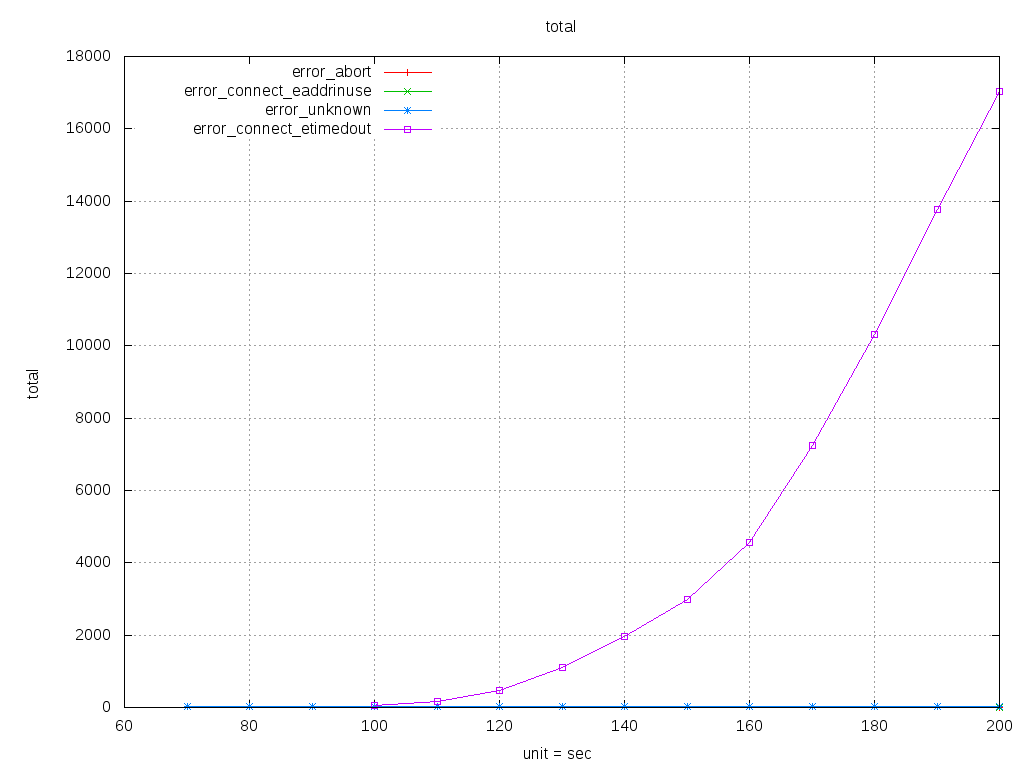 total
18000
16000
14000
12000
10000
8000
6000
4000
2000
0
error_abort
error_connect_eaddrinuse
error_unknown
error_connect_etimedout
total
60 80 100 120 140 160 180 200
unit = sec